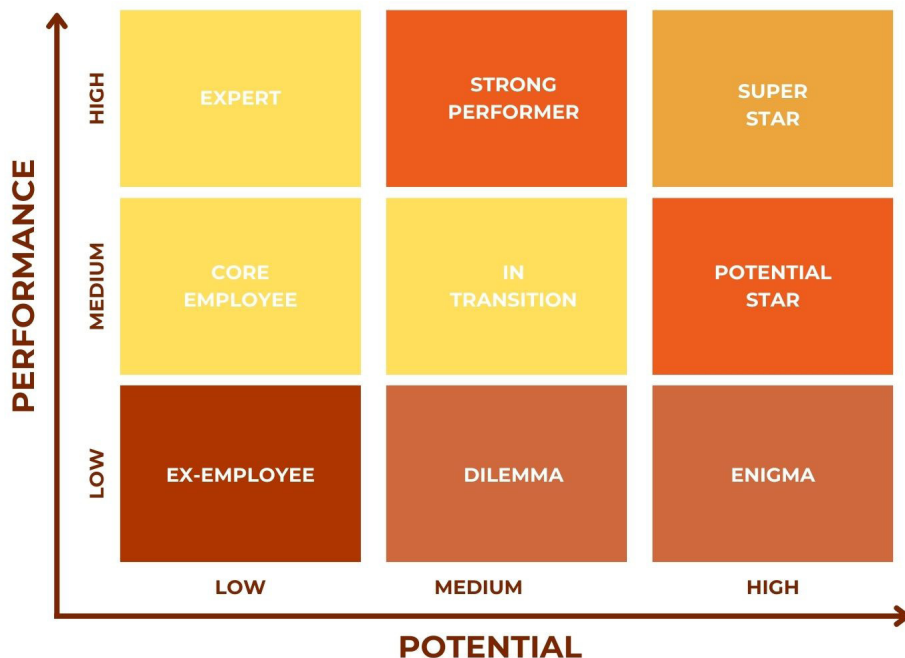 PERFORMANCE
HIGH
EXPERT
STRONG
PERFORMER
SUPER
STAR
MEDIUM
CORE
EMPLOYEE
IN
TRANSITION
POTENTIAL
STAR
LOW
EX-EMPLOYEE
DILEMMA
ENIGMA
LOW
MEDIUM
HIGH
POTENTIAL